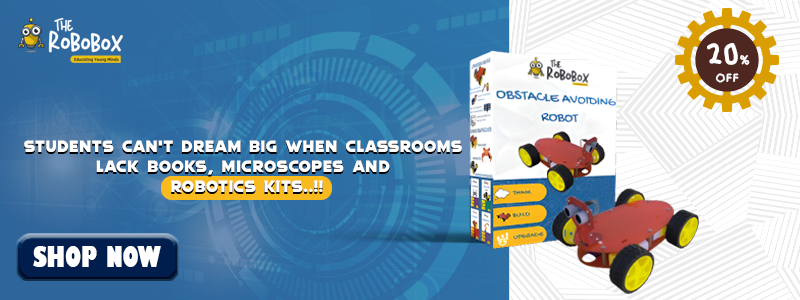 THE
ROBOBOX
Educating Young Minds
STUDENTS CAN'T DREAM BIG WHEN CLASSROOMS
LACK BOOKS, MICROSCOPES AND
ROBOTICS KITS..!!
SHOP NOW
THE
ROBOBOX
OBSTACLE AVOIDING
ROBOT
THINK
BUILD
UPGRADE
20%
OFF